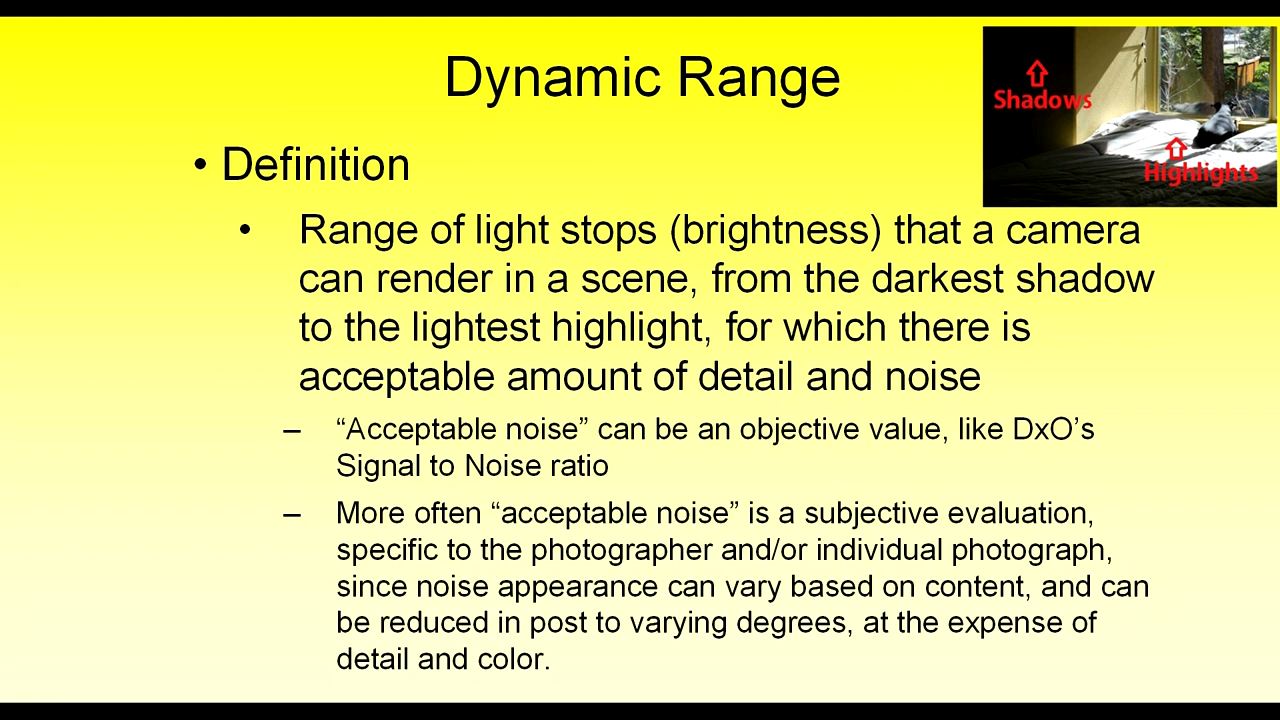 Dynamic Range
Shadows
Highlights
• Definition
• Range of light stops (brightness) that a camera
can render in a scene, from the darkest shadow
to the lightest highlight, for which there is
acceptable amount of detail and noise
– “Acceptable noise” can be an objective value, like DxO’s
Signal to Noise ratio
– More often “acceptable noise” is a subjective evaluation,
specific to the photographer and/or individual photograph,
since noise appearance can vary based on content, and can
be reduced in post to varying degrees, at the expense of
detail and color.